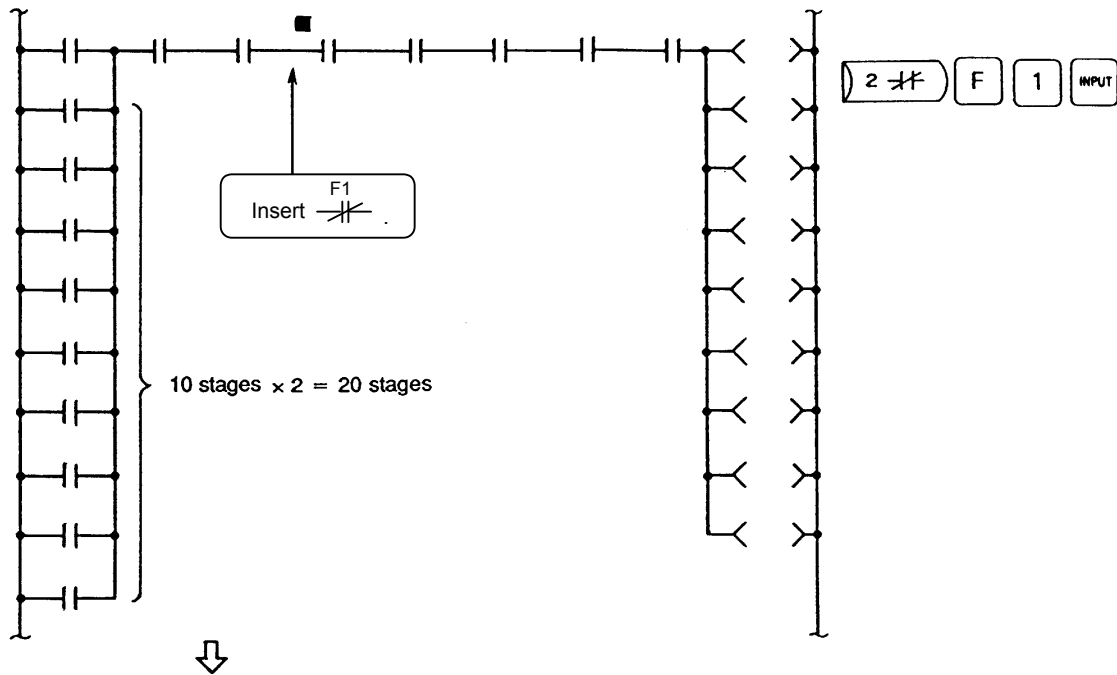 2 F 1 INPUT
F1
Insert .
10 stages × 2 = 20 stages